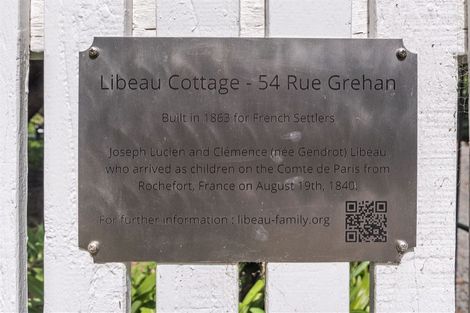 Libeau Cottage - 54 Rue Grehan
Built in 1863 for French Settlers
Joseph Lucien and Clémence (née Gendrot) Libeau
who arrived as children on the Comte de Paris from
Rochefort, France on August 19th, 1840.
For further information : libeau-family.org